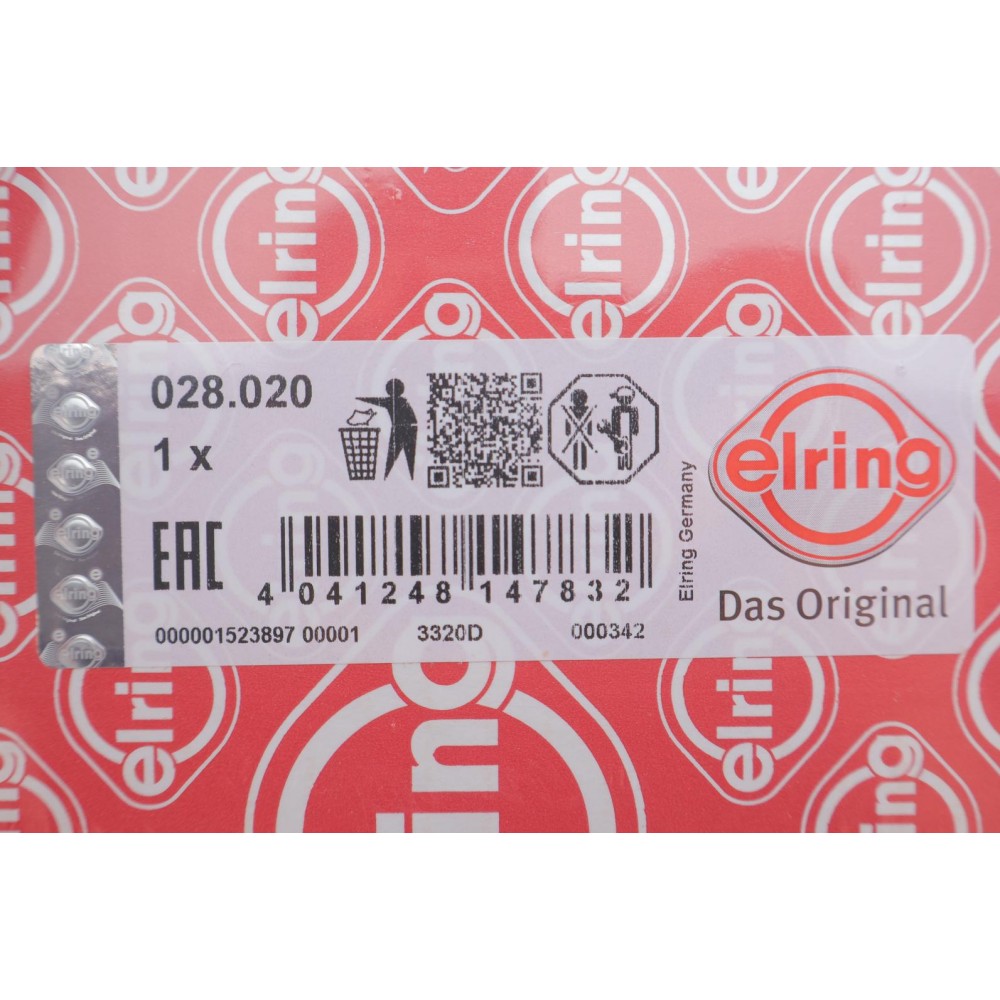 028.020
1 x
EAC
4 041248 147832
000001523897 00001 3320D 000342
Elring Germany
elring
Das Original